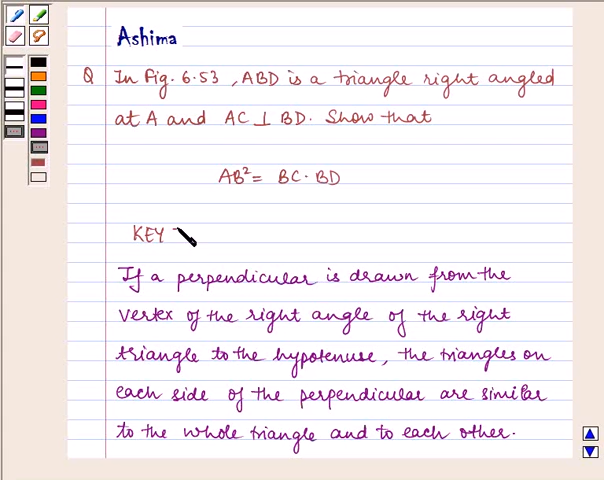 Ashima
Q In Fig. 6.53, ABD is a triangle right angled
at A and AC ⊥ BD. Show that
AB² = BC · BD
KEY
If a perpendicular is drawn from the
vertex of the right angle of the right
triangle to the hypotenuse, the triangles on
each side of the perpendicular are similar
to the whole triangle and to each other.